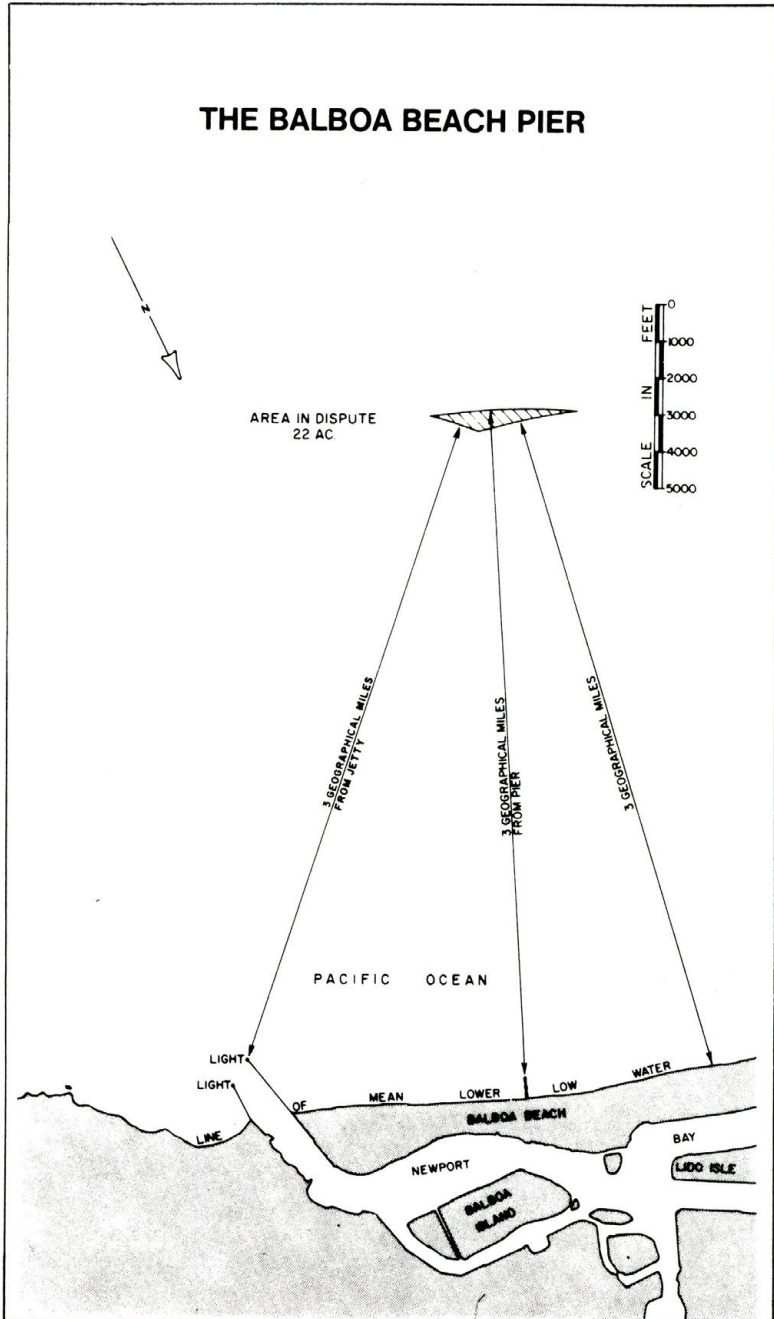 THE BALBOA BEACH PIER
N
AREA IN DISPUTE
22 AC.
SCALE IN FEET
0
1000
2000
3000
4000
5000
3 GEOGRAPHICAL MILES
FROM JETTY
3 GEOGRAPHICAL MILES
FROM PIER
3 GEOGRAPHICAL MILES
PACIFIC OCEAN
LIGHT
LIGHT
LINE OF MEAN LOWER LOW WATER
BALBOA BEACH
NEWPORT BAY
LIDO ISLE
BALBOA
ISLAND